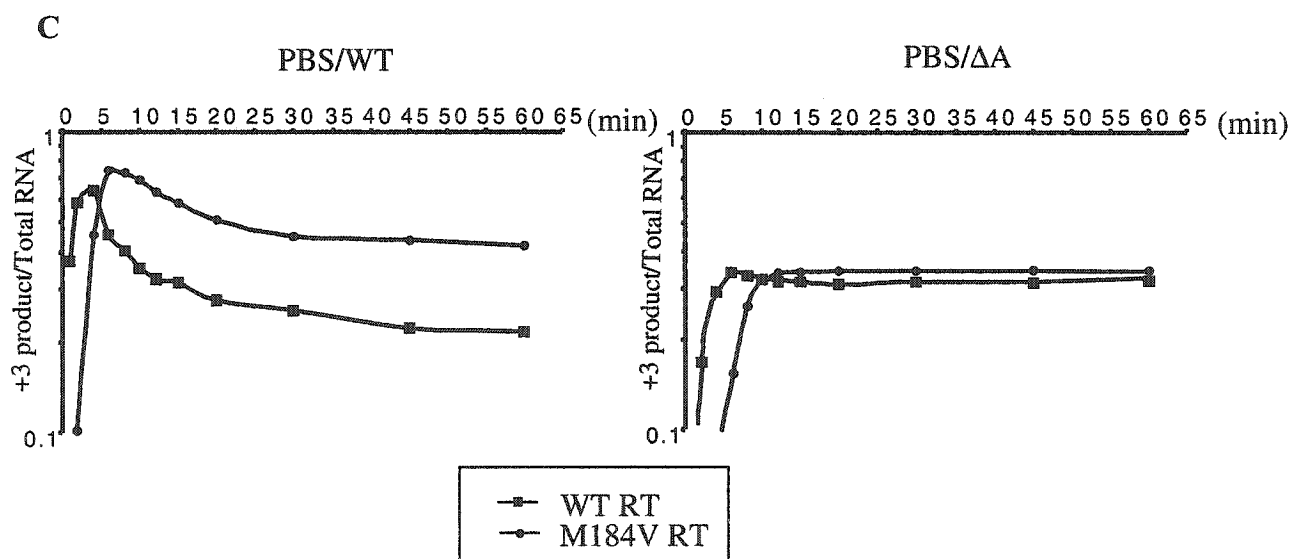 C
PBS/WT
0 5 10 15 20 25 30 35 40 45 50 55 60 65 (min)
1
+3 product/Total RNA
0.1
PBS/ΔA
0 5 10 15 20 25 30 35 40 45 50 55 60 65 (min)
1
+3 product/Total RNA
0.1
WT RT
M184V RT